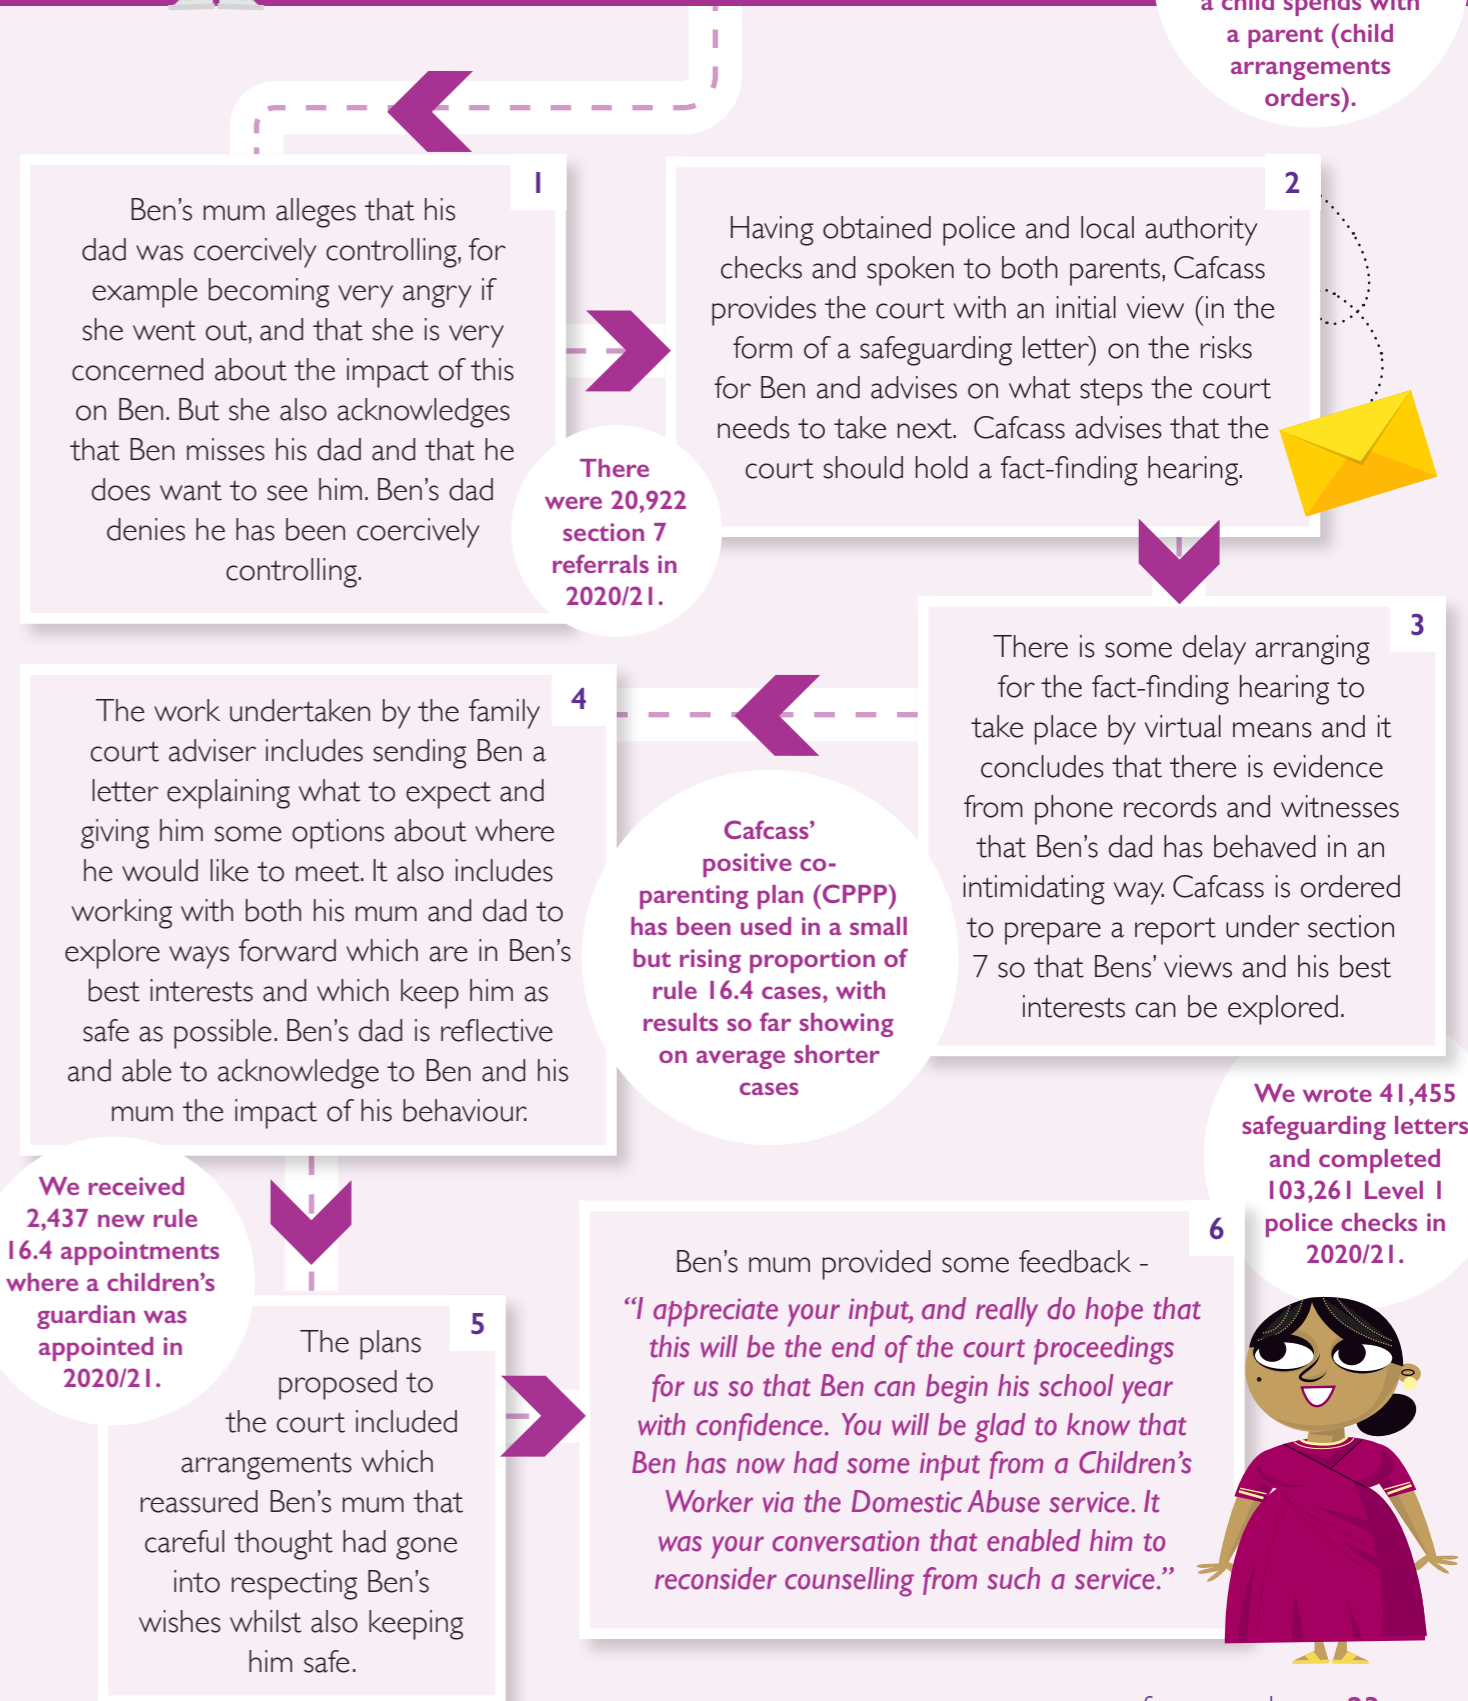 a child spends with
a parent (child
arrangements
orders).
1
Ben’s mum alleges that his
dad was coercively controlling, for
example becoming very angry if
she went out, and that she is very
concerned about the impact of this
on Ben. But she also acknowledges
that Ben misses his dad and that he
does want to see him. Ben’s dad
denies he has been coercively
controlling.
2
Having obtained police and local authority
checks and spoken to both parents, Cafcass
provides the court with an initial view (in the
form of a safeguarding letter) on the risks
for Ben and advises on what steps the court
needs to take next.  Cafcass advises that the
court should hold a fact-finding hearing.
There
were 20,922
section 7
referrals in
2020/21.
3
There is some delay arranging
for the fact-finding hearing to
take place by virtual means and it
concludes that there is evidence
from phone records and witnesses
that Ben’s dad has behaved in an
intimidating way. Cafcass is ordered
to prepare a report under section
7 so that Bens’ views and his best
interests can be explored.
4
The work undertaken by the family
court adviser includes sending Ben a
letter explaining what to expect and
giving him some options about where
he would like to meet. It also includes
working with both his mum and dad to
explore ways forward which are in Ben’s
best interests and which keep him as
safe as possible. Ben’s dad is reflective
and able to acknowledge to Ben and his
mum the impact of his behaviour.
Cafcass’
positive co-
parenting plan (CPPP)
has been used in a small
but rising proportion of
rule 16.4 cases, with
results so far showing
on average shorter
cases
We wrote 41,455
safeguarding letters
and completed
103,261 Level 1
police checks in
2020/21.
We received
2,437 new rule
16.4 appointments
where a children’s
guardian was
appointed in
2020/21.
5
The plans
proposed to
the court included
arrangements which
reassured Ben’s mum that
careful thought had gone
into respecting Ben’s
wishes whilst also keeping
him safe.
6
Ben’s mum provided some feedback -
“I appreciate your input, and really do hope that
this will be the end of the court proceedings
for us so that Ben can begin his school year
with confidence.  You will be glad to know that
Ben has now had some input from a Children’s
Worker via the Domestic Abuse service. It
was your conversation that enabled him to
reconsider counselling from such a service.”